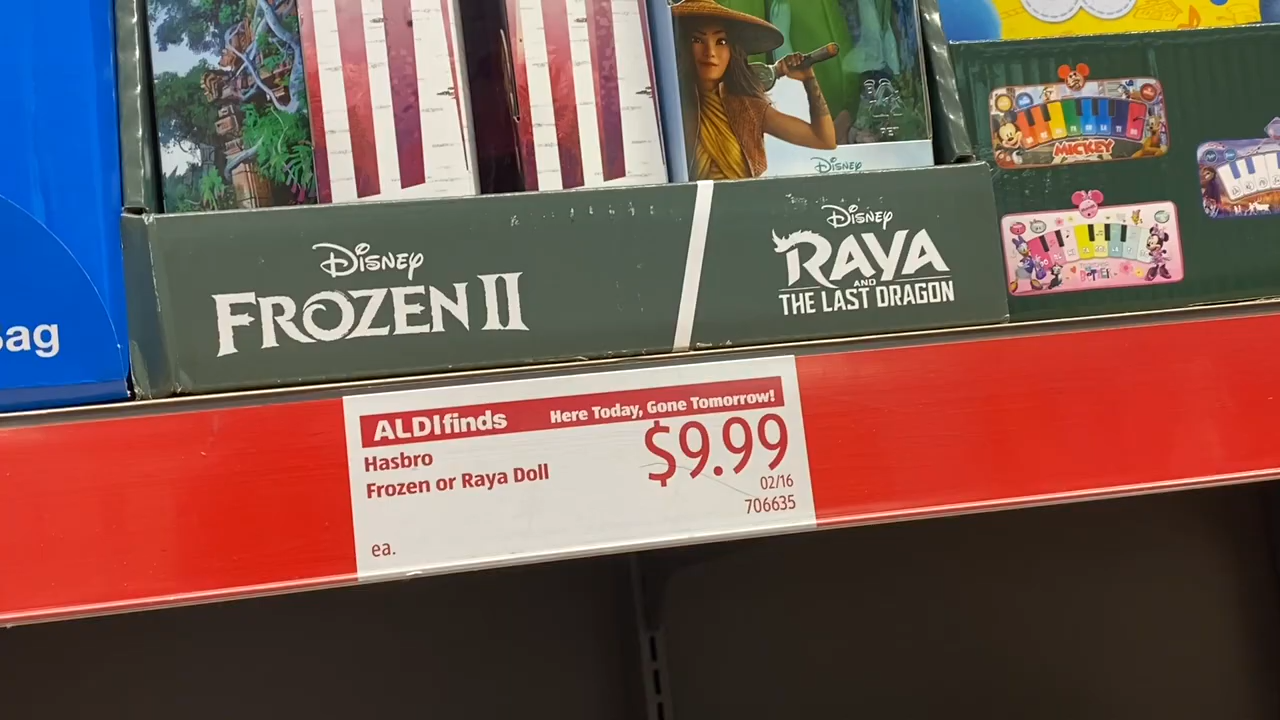 Disney
Disney
FROZEN II
Disney
RAYA
AND
THE LAST DRAGON
MICKEY
ag
ALDIfinds
Here Today, Gone Tomorrow!
Hasbro
Frozen or Raya Doll
$9.99
02/16
706635
ea.